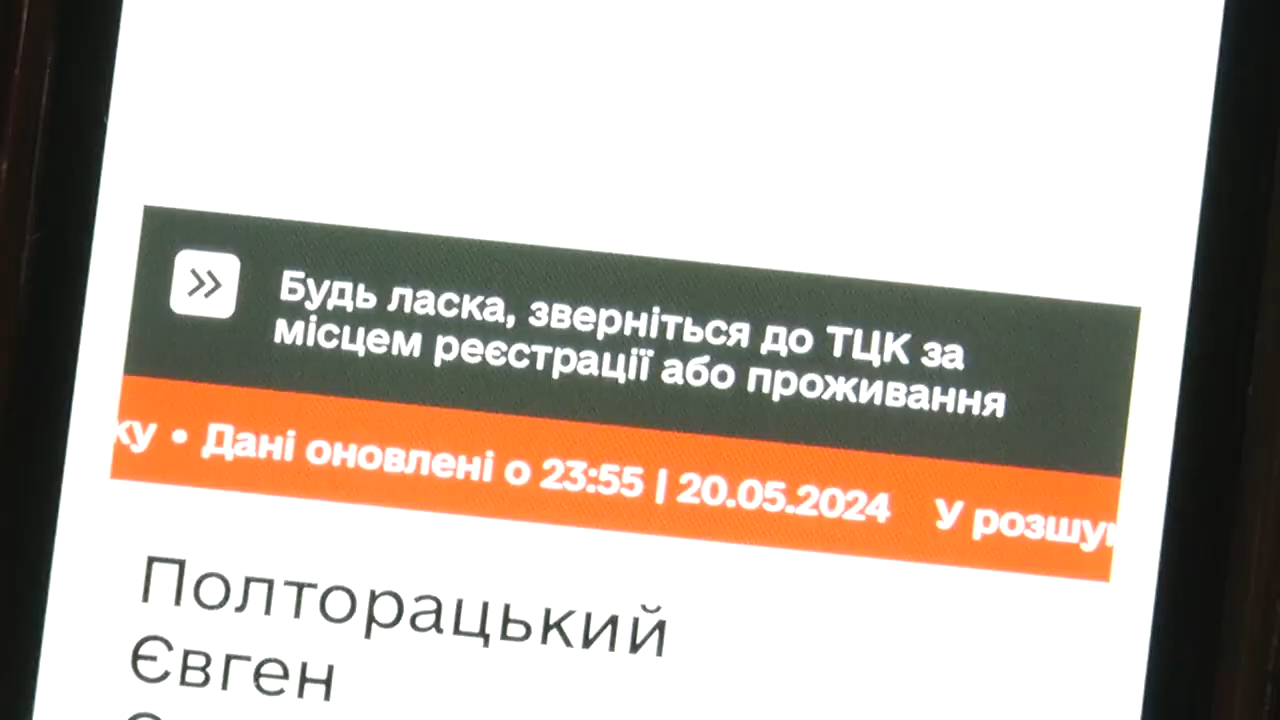 Будь ласка, зверніться до ТЦК за
місцем реєстрації або проживання
ку • Дані оновлені о 23:55 | 20.05.2024 У розшу
Полторацький
Євген